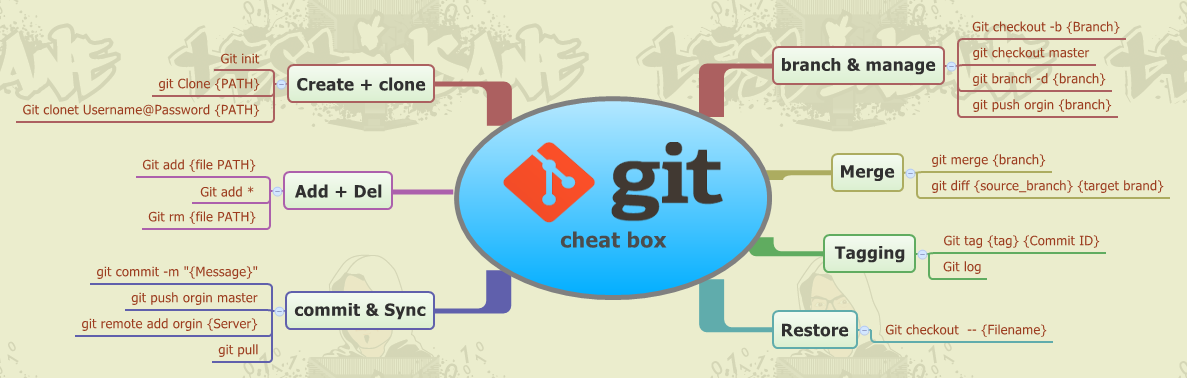 git
cheat box
Create + clone
Git init
git Clone {PATH}
Git clonet Username@Password {PATH}
Add + Del
Git add {file PATH}
Git add *
Git rm {file PATH}
commit & Sync
git commit -m "{Message}"
git push orgin master
git remote add orgin {Server}
git pull
branch & manage
Git checkout -b {Branch}
git checkout master
git branch -d {branch}
git push orgin {branch}
Merge
git merge {branch}
git diff {source_branch} {target brand}
Tagging
Git tag {tag} {Commit ID}
Git log
Restore
Git checkout  -- {Filename}